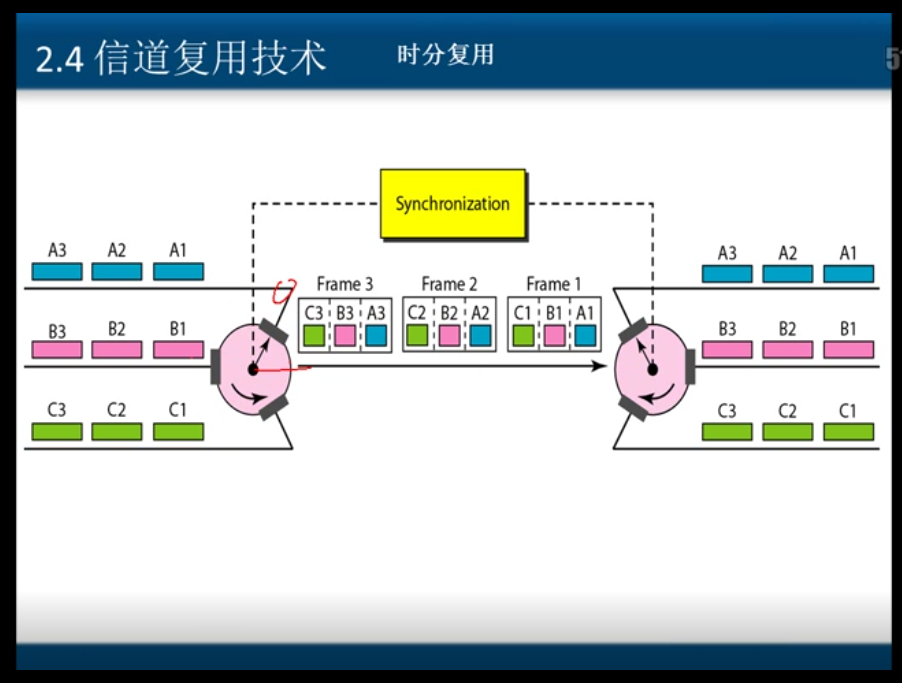 2.4 信道复用技术 时分复用
Synchronization
A3 A2 A1
A3 A2 A1
Frame 3 Frame 2 Frame 1
C3 B3 A3 C2 B2 A2 C1 B1 A1
B3 B2 B1
B3 B2 B1
C3 C2 C1
C3 C2 C1